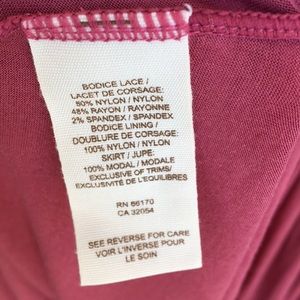 BODICE LACE /
LACET DE CORSAGE:
50% NYLON / NYLON
48% RAYON / RAYONNE
2% SPANDEX / SPANDEX
BODICE LINING /
DOUBLURE DE CORSAGE:
100% NYLON / NYLON
SKIRT / JUPE:
100% MODAL / MODALE
EXCLUSIVE OF TRIMS/
EXCLUSIVITÉ DE L'EQUILIBRES
RN 66170
CA 32054
SEE REVERSE FOR CARE
VOIR L'INVERSE POUR
LE SOIN